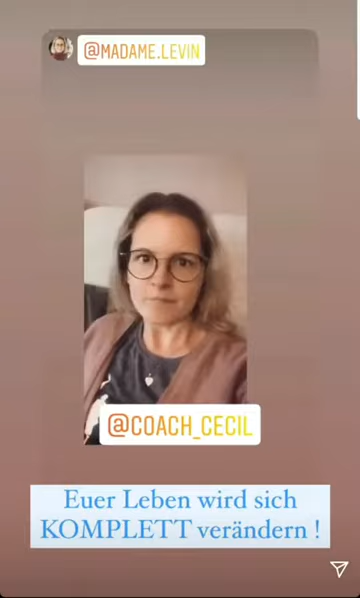 @MADAME.LEVIN
@COACH_CECIL
Euer Leben wird sich
KOMPLETT verändern !